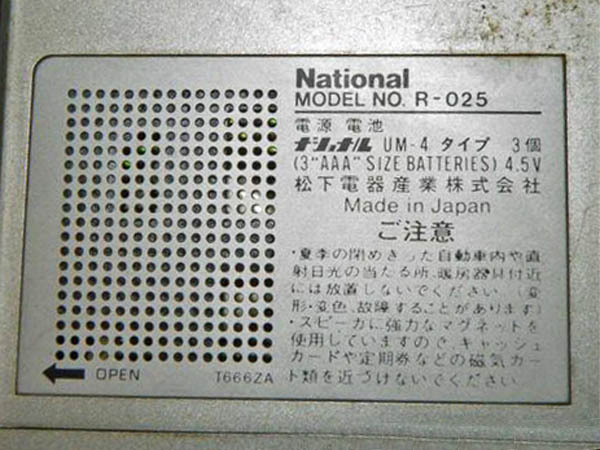 National
MODEL NO. R-025
電源 電池
ナショナル UM-4 タイプ 3個
(3"AAA" SIZE BATTERIES) 4.5V
松下電器産業株式会社
Made in Japan
ご注意
・夏季の閉めきった自動車内や直
射日光の当たる所、暖房器具付近
には放置しないでください。(変
形・変色、故障することがあります)
・スピーカに強力なマグネットを
使用していますので、キャッシュ
カードや定期券などの磁気カー
ド類を近づけないでください。
OPEN
T666ZA